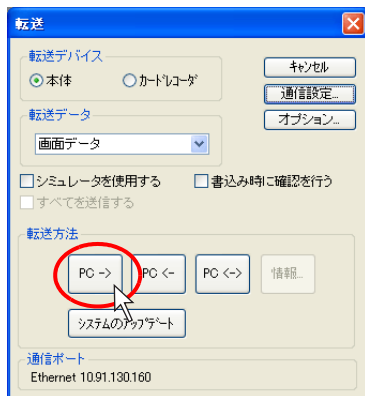 転送
転送デバイス
本体
カードレコーダ
キャンセル
通信設定...
転送データ
オプション...
画面データ
シミュレータを使用する
書込み時に確認を行う
すべてを送信する
転送方法
PC ->
PC <-
PC <->
情報...
システムのアップデート
通信ポート
Ethernet 10.91.130.160